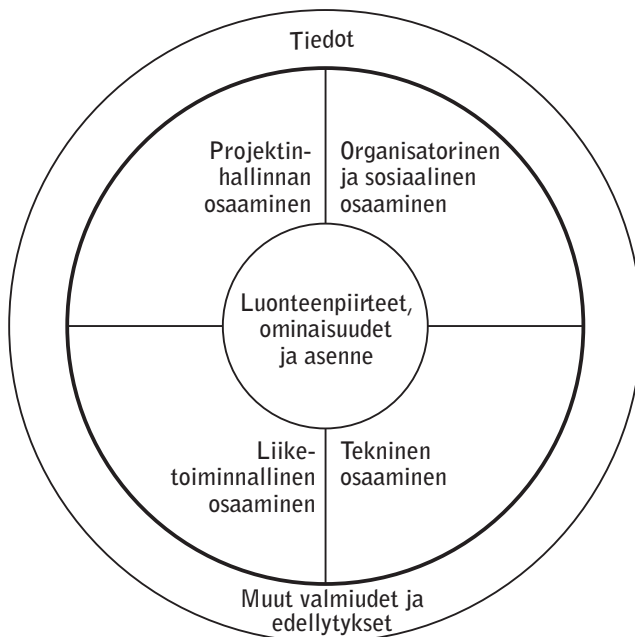 Tiedot
Projektin-
hallinnan
osaaminen
Organisatorinen
ja sosiaalinen
osaaminen
Luonteenpiirteet,
ominaisuudet
ja asenne
Liike-
toiminnallinen
osaaminen
Tekninen
osaaminen
Muut valmiudet ja
edellytykset